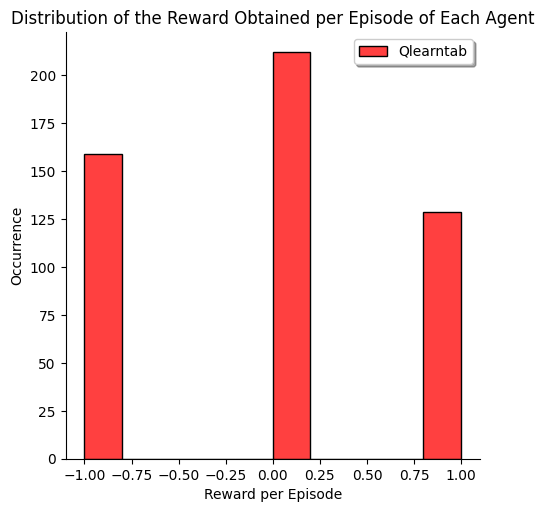 Distribution of the Reward Obtained per Episode of Each Agent
Qlearntab
200
175
150
125
100
75
50
25
0
Occurrence
−1.00 −0.75 −0.50 −0.25 0.00 0.25 0.50 0.75 1.00
Reward per Episode